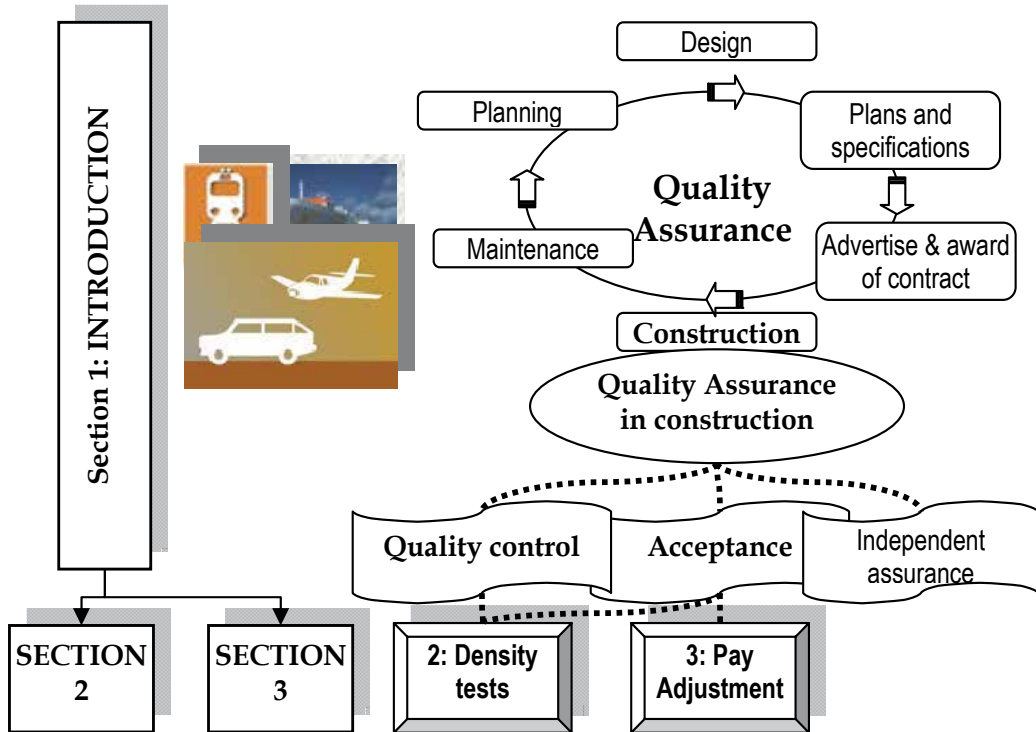 Section 1: INTRODUCTION
Design
Planning
Plans and
specifications
Quality
Assurance
Maintenance
Advertise & award
of contract
Construction
Quality Assurance
in construction
Quality control
Acceptance
Independent
assurance
SECTION
2
SECTION
3
2: Density
tests
3: Pay
Adjustment